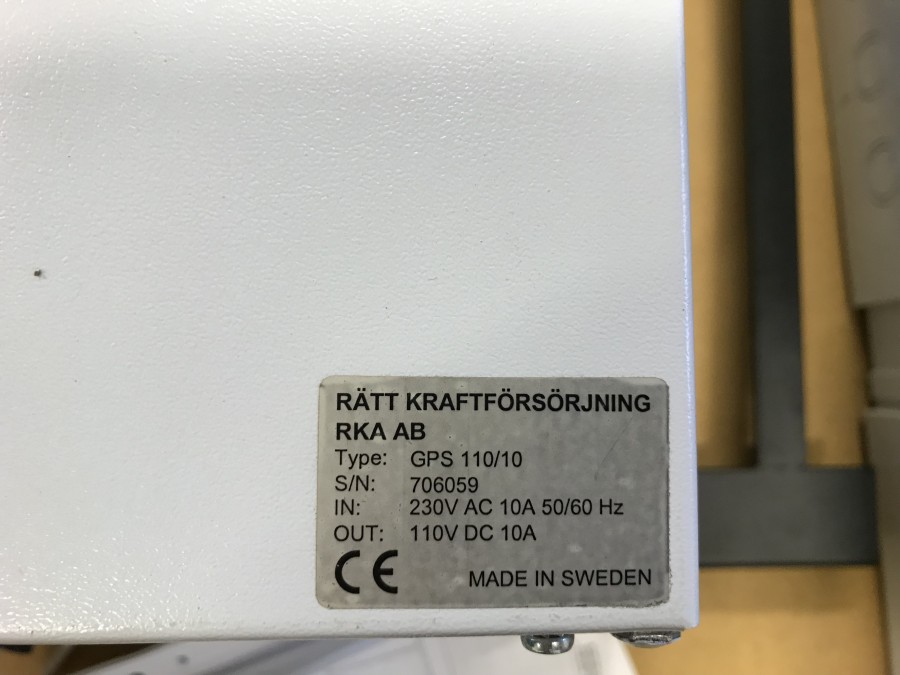 RÄTT KRAFTFÖRSÖRJNING
RKA AB
Type: GPS 110/10
S/N: 706059
IN: 230V AC 10A 50/60 Hz
OUT: 110V DC 10A
CE MADE IN SWEDEN